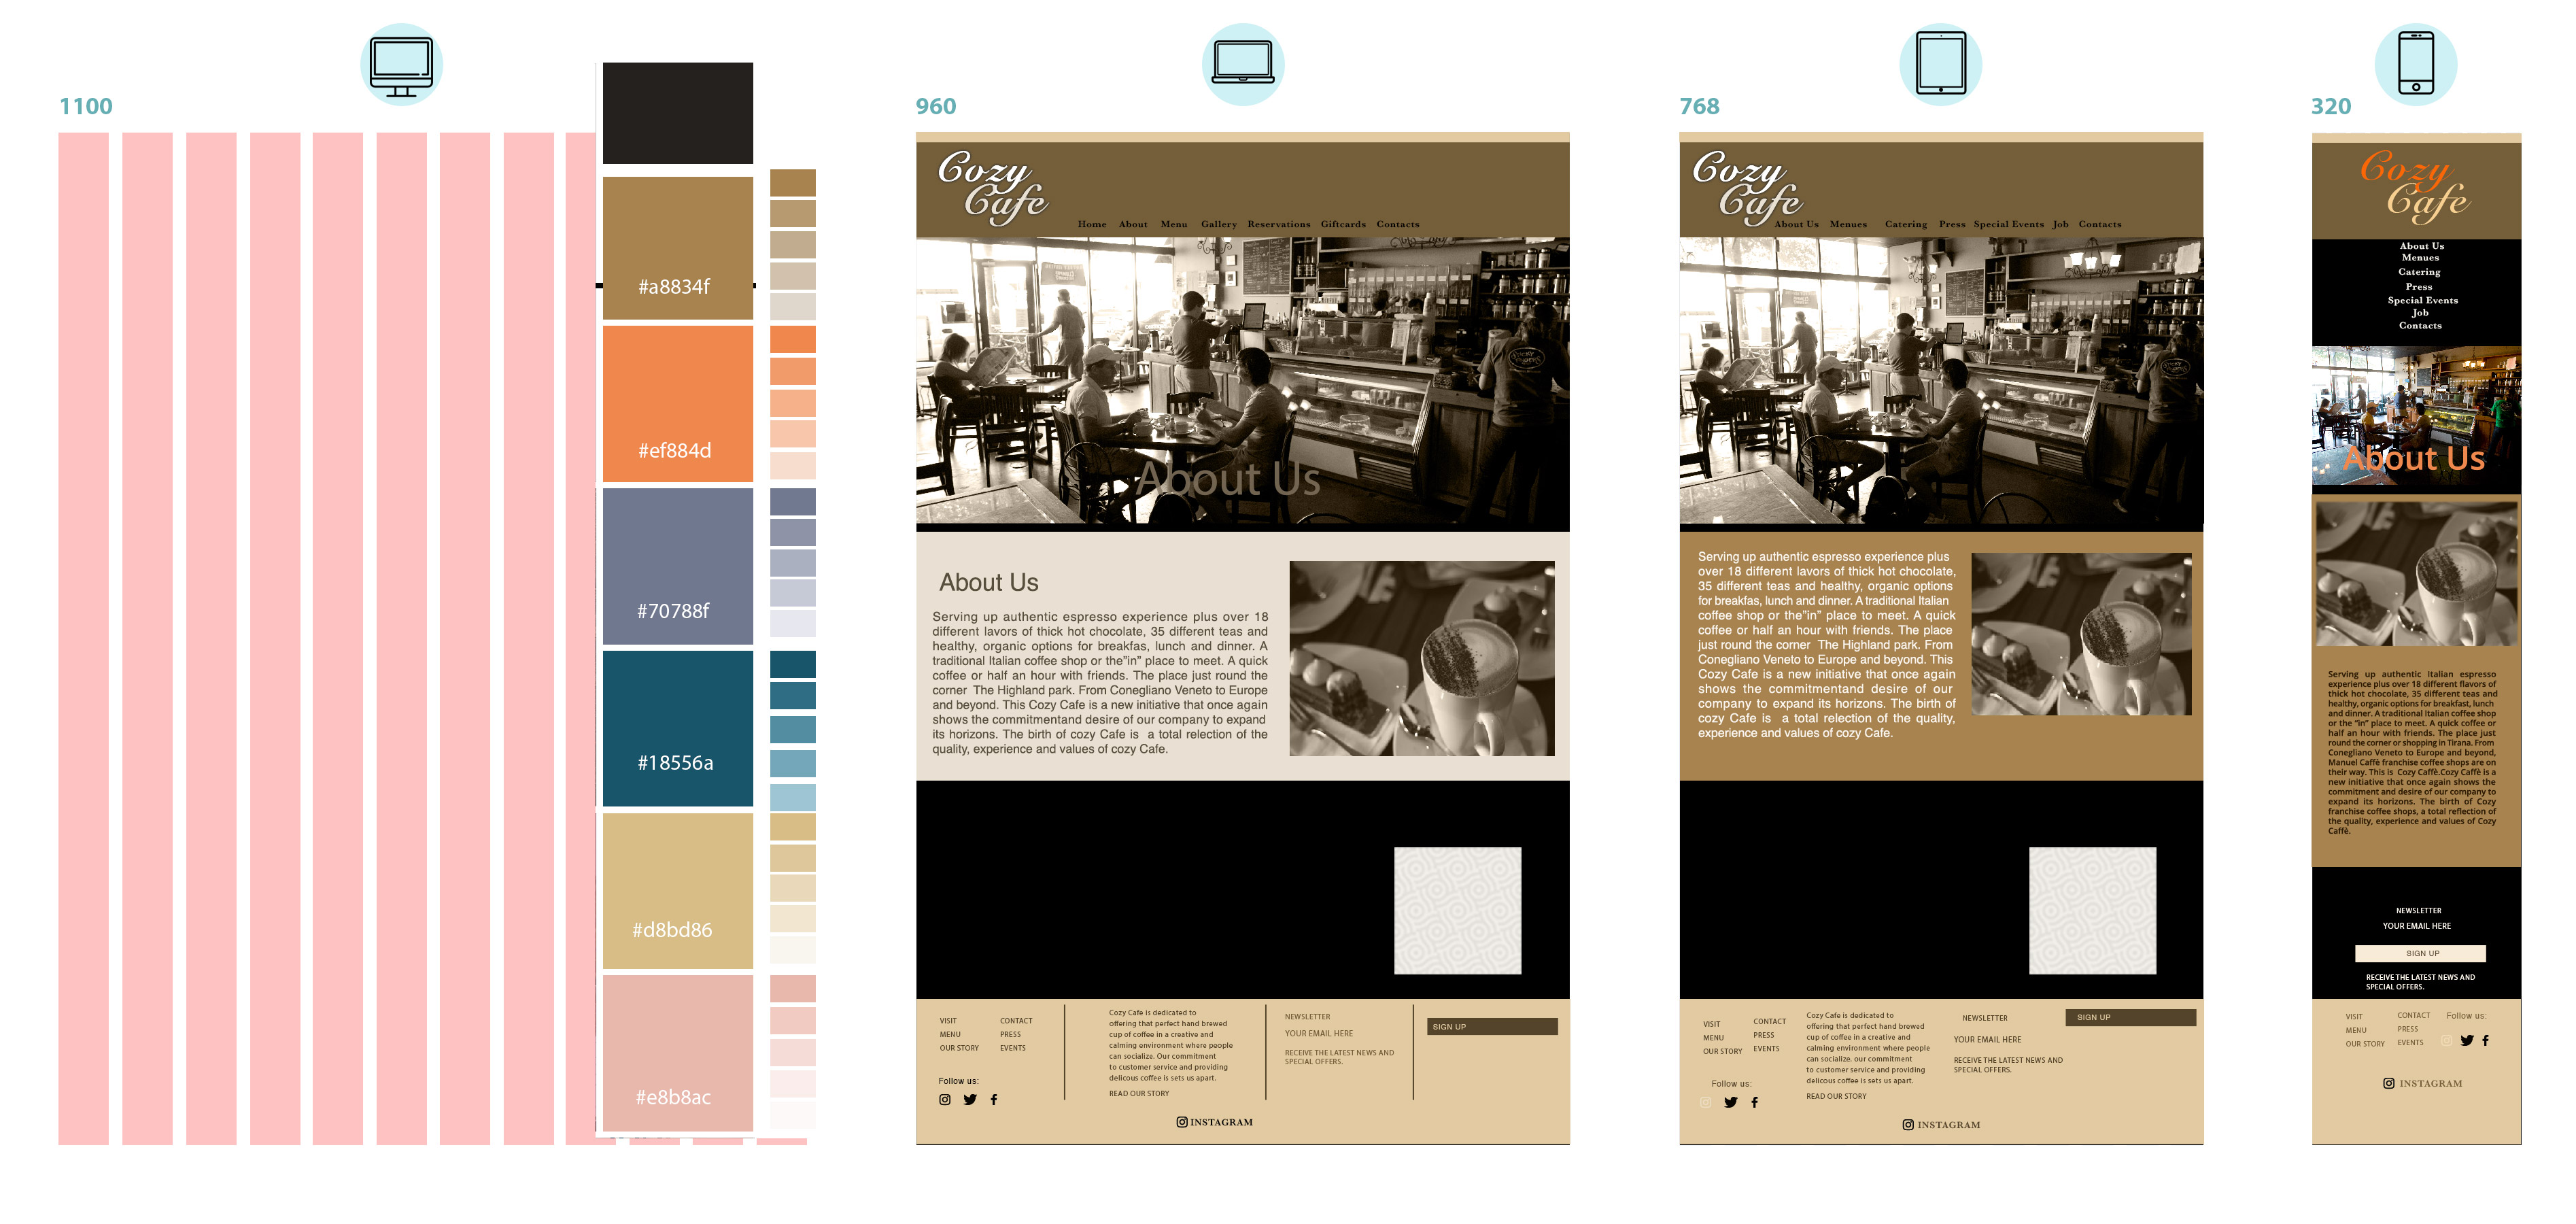 1100
#a8834f
#ef884d
#70788f
#18556a
#d8bd86
#e8b8ac
960
Cozy
Cafe
Home About Menu Gallery Reservations Giftcards Contacts
About Us
About Us
Serving up authentic espresso experience plus over 18
different lavors of thick hot chocolate, 35 different teas and
healthy, organic options for breakfas, lunch and dinner. A
traditional Italian coffee shop or the"in" place to meet. A quick
coffee or half an hour with friends. The place just round the
corner The Highland park. From Conegliano Veneto to Europe
and beyond. This Cozy Cafe is a new initiative that once again
shows the commitmentand desire of our company to expand
its horizons. The birth of cozy Cafe is a total relection of the
quality, experience and values of cozy Cafe.
VISIT
MENU
OUR STORY
CONTACT
PRESS
EVENTS
Follow us:
Cozy Cafe is dedicated to
offering that perfect hand brewed
cup of coffee in a creative and
calming environment where people
can socialize. Our commitment
to customer service and providing
delicous coffee is sets us apart.
READ OUR STORY
NEWSLETTER
YOUR EMAIL HERE
RECEIVE THE LATEST NEWS AND
SPECIAL OFFERS.
SIGN UP
INSTAGRAM
768
Cozy
Cafe
About Us Menues Catering Press Special Events Job Contacts
Serving up authentic espresso experience plus
over 18 different lavors of thick hot chocolate,
35 different teas and healthy, organic options
for breakfas, lunch and dinner. A traditional Italian
coffee shop or the"in" place to meet. A quick
coffee or half an hour with friends. The place
just round the corner The Highland park. From
Conegliano Veneto to Europe and beyond. This
Cozy Cafe is a new initiative that once again
shows the commitmentand desire of our
company to expand its horizons. The birth of
cozy Cafe is a total relection of the quality,
experience and values of cozy Cafe.
VISIT
MENU
OUR STORY
CONTACT
PRESS
EVENTS
Follow us:
Cozy Cafe is dedicated to
offering that perfect hand brewed
cup of coffee in a creative and
calming environment where people
can socialize. our commitment
to customer service and providing
delicous coffee is sets us apart.
READ OUR STORY
NEWSLETTER
YOUR EMAIL HERE
RECEIVE THE LATEST NEWS AND
SPECIAL OFFERS.
SIGN UP
INSTAGRAM
320
Cozy
Cafe
About Us
Menues
Catering
Press
Special Events
Job
Contacts
About Us
Serving up authentic Italian espresso
experience plus over 18 different flavors of
thick hot chocolate, 35 different teas and
healthy, organic options for breakfast, lunch
and dinner. A traditional Italian coffee shop
or the "in" place to meet. A quick coffee or
half an hour with friends. The place just
round the corner or shopping in Tirana. From
Conegliano Veneto to Europe and beyond,
Manuel Caffè franchise coffee shops are on
their way. This is Cozy Caffè.Cozy Caffè is a
new initiative that once again shows the
commitment and desire of our company to
expand its horizons. The birth of Cozy
franchise coffee shops, a total reflection of
the quality, experience and values of Cozy
Caffè.
NEWSLETTER
YOUR EMAIL HERE
SIGN UP
RECEIVE THE LATEST NEWS AND
SPECIAL OFFERS.
VISIT
MENU
OUR STORY
CONTACT
PRESS
EVENTS
Follow us:
INSTAGRAM